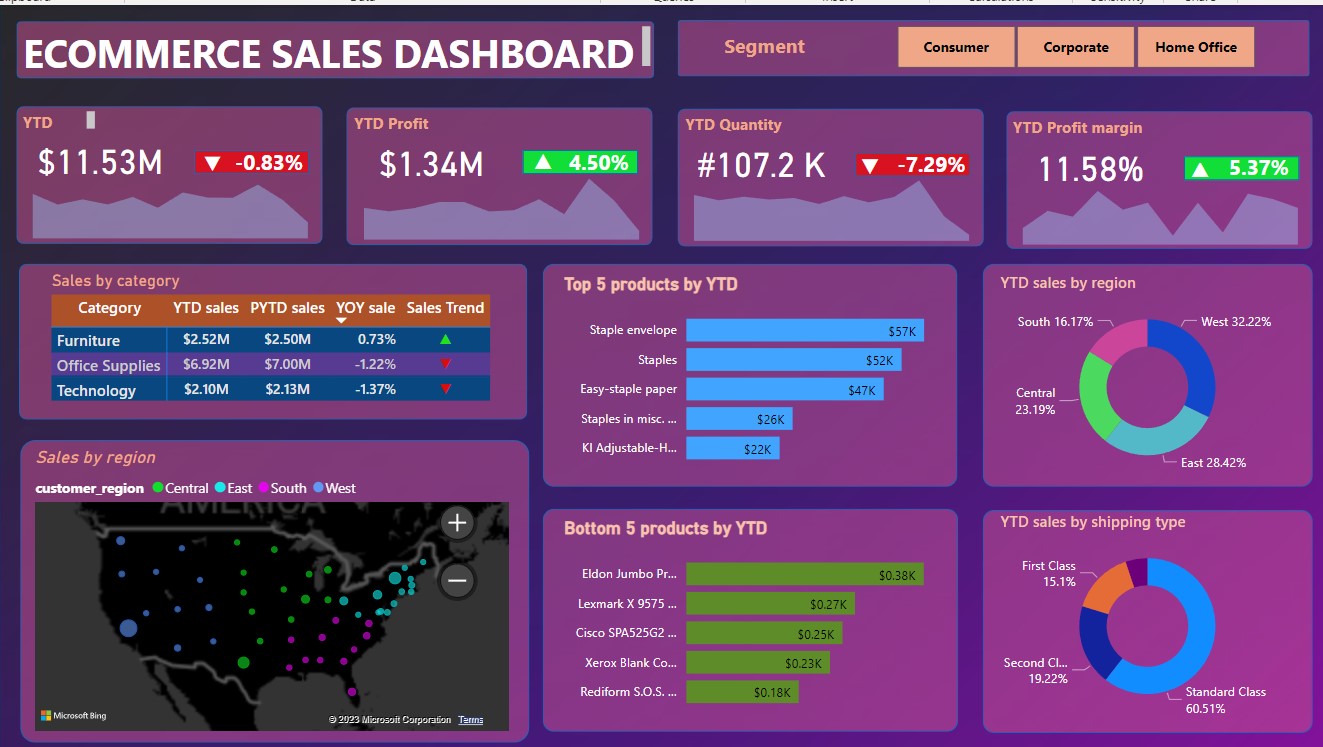 ECOMMERCE SALES DASHBOARD
Segment
Consumer
Corporate
Home Office
YTD
$11.53M
-0.83%
YTD Profit
$1.34M
4.50%
YTD Quantity
#107.2 K
-7.29%
YTD Profit margin
11.58%
5.37%
Sales by category
Category YTD sales PYTD sales YOY sale Sales Trend
Furniture $2.52M $2.50M 0.73%
Office Supplies $6.92M $7.00M -1.22%
Technology $2.10M $2.13M -1.37%
Top 5 products by YTD
Staple envelope $57K
Staples $52K
Easy-staple paper $47K
Staples in misc. ... $26K
KI Adjustable-H... $22K
YTD sales by region
South 16.17%
West 32.22%
Central
23.19%
East 28.42%
Sales by region
customer_region Central East South West
AMERICA
Microsoft Bing
© 2023 Microsoft Corporation Terms
Bottom 5 products by YTD
Eldon Jumbo Pr... $0.38K
Lexmark X 9575 ... $0.27K
Cisco SPA525G2 ... $0.25K
Xerox Blank Co... $0.23K
Rediform S.O.S. ... $0.18K
YTD sales by shipping type
First Class
15.1%
Second Cl...
19.22%
Standard Class
60.51%